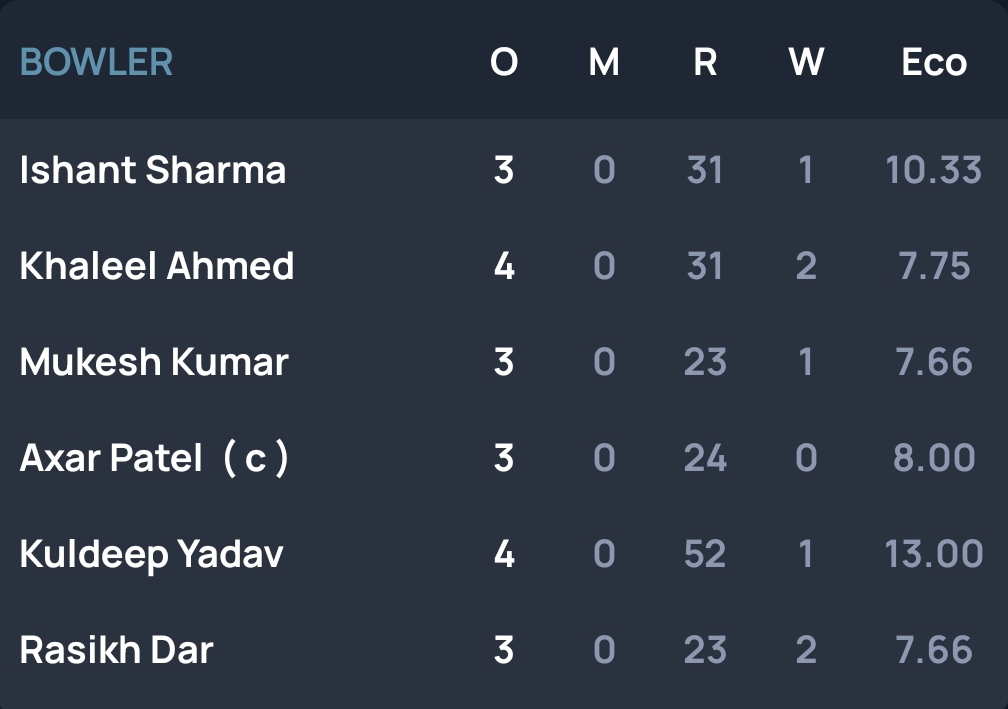 BOWLER O M R W Eco
Ishant Sharma 3 0 31 1 10.33
Khaleel Ahmed 4 0 31 2 7.75
Mukesh Kumar 3 0 23 1 7.66
Axar Patel ( c ) 3 0 24 0 8.00
Kuldeep Yadav 4 0 52 1 13.00
Rasikh Dar 3 0 23 2 7.66